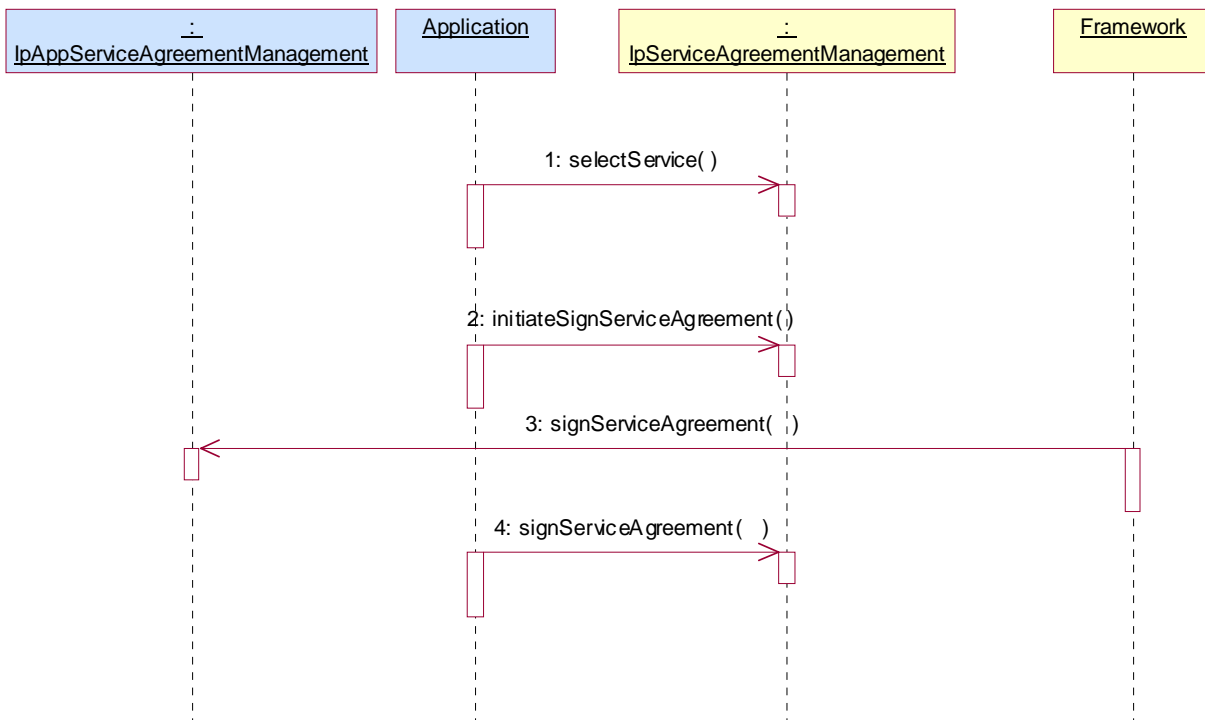 :
IpAppServiceAgreementManagement
Application
:
IpServiceAgreementManagement
Framework
1: selectService( )
2: initiateSignServiceAgreement( )
3: signServiceAgreement( )
4: signServiceAgreement( )